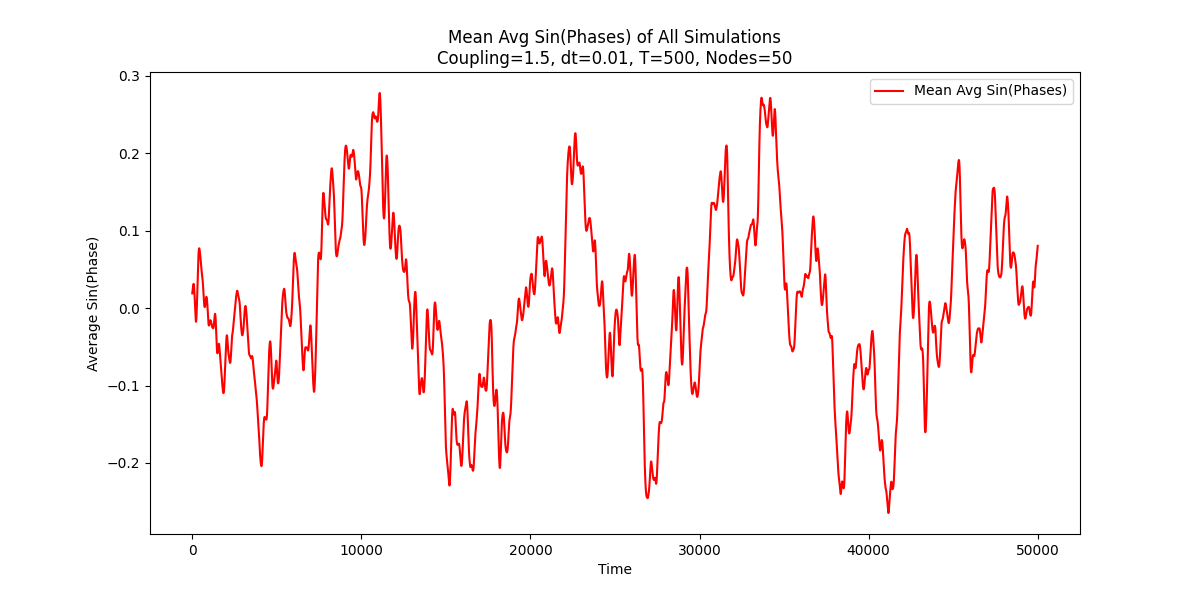 Mean Avg Sin(Phases) of All Simulations
Coupling=1.5, dt=0.01, T=500, Nodes=50
Mean Avg Sin(Phases)
Average Sin(Phase)
0.3
0.2
0.1
0.0
−0.1
−0.2
0
10000
20000
30000
40000
50000
Time